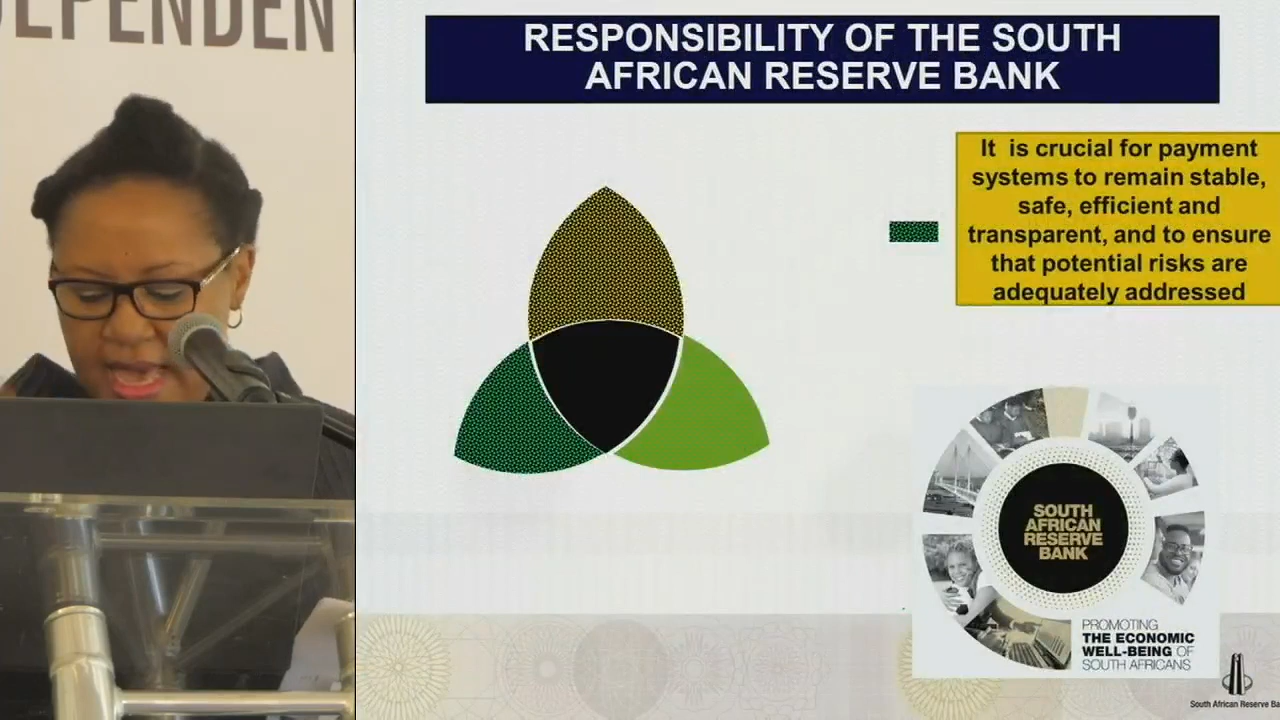 DEPENDEN
RESPONSIBILITY OF THE SOUTH
AFRICAN RESERVE BANK
It is crucial for payment
systems to remain stable,
safe, efficient and
transparent, and to ensure
that potential risks are
adequately addressed
SOUTH
AFRICAN
RESERVE
BANK
PROMOTING
THE ECONOMIC
WELL-BEING OF
SOUTH AFRICANS
South African Reserve Ba